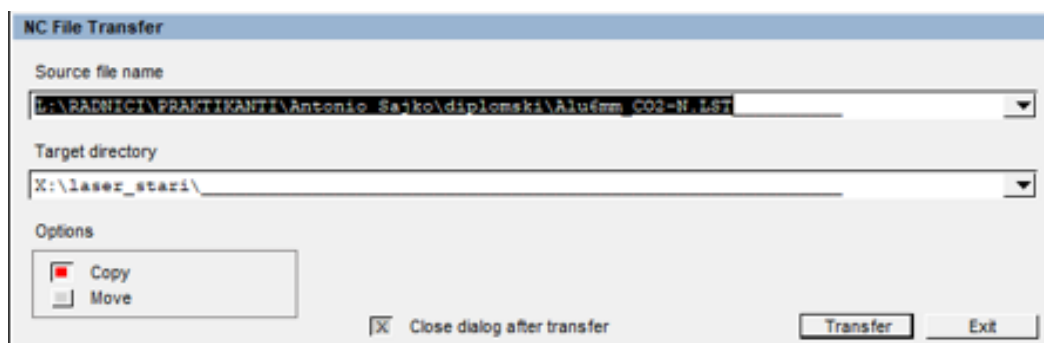 NC File Transfer
Source file name
L:\RADNICI\PRAKTIKANTI\Antonio Sajko\diplomski\Alu6mm_CO2-N.LST
Target directory
X:\laser_stari\
Options
Copy
Move
X Close dialog after transfer Transfer Exit